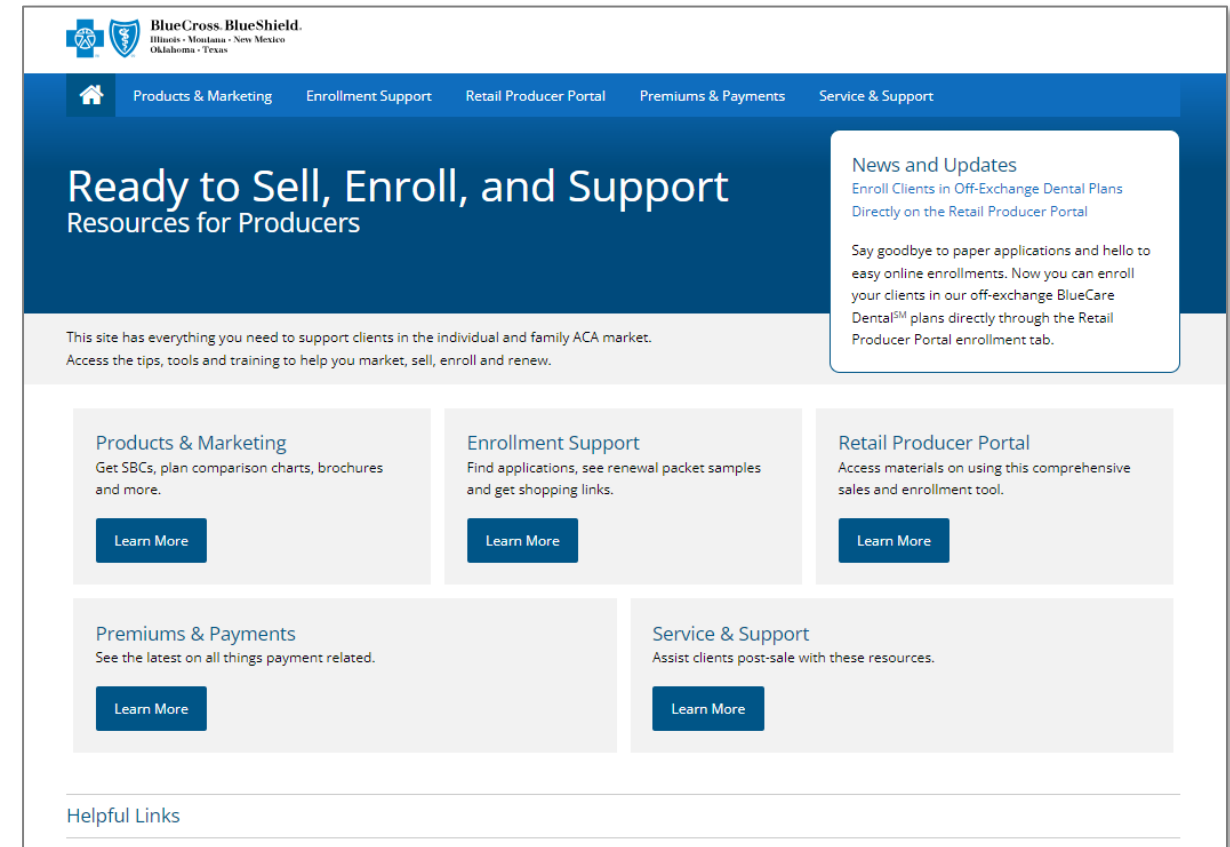 BlueCross BlueShield.
Illinois • Montana • New Mexico
Oklahoma • Texas
Products & Marketing
Enrollment Support
Retail Producer Portal
Premiums & Payments
Service & Support
Ready to Sell, Enroll, and Support
Resources for Producers
News and Updates
Enroll Clients in Off-Exchange Dental Plans
Directly on the Retail Producer Portal
Say goodbye to paper applications and hello to
easy online enrollments. Now you can enroll
your clients in our off-exchange BlueCare
Dental℠ plans directly through the Retail
Producer Portal enrollment tab.
This site has everything you need to support clients in the individual and family ACA market.
Access the tips, tools and training to help you market, sell, enroll and renew.
Products & Marketing
Get SBCs, plan comparison charts, brochures
and more.
Learn More
Enrollment Support
Find applications, see renewal packet samples
and get shopping links.
Learn More
Retail Producer Portal
Access materials on using this comprehensive
sales and enrollment tool.
Learn More
Premiums & Payments
See the latest on all things payment related.
Learn More
Service & Support
Assist clients post-sale with these resources.
Learn More
Helpful Links